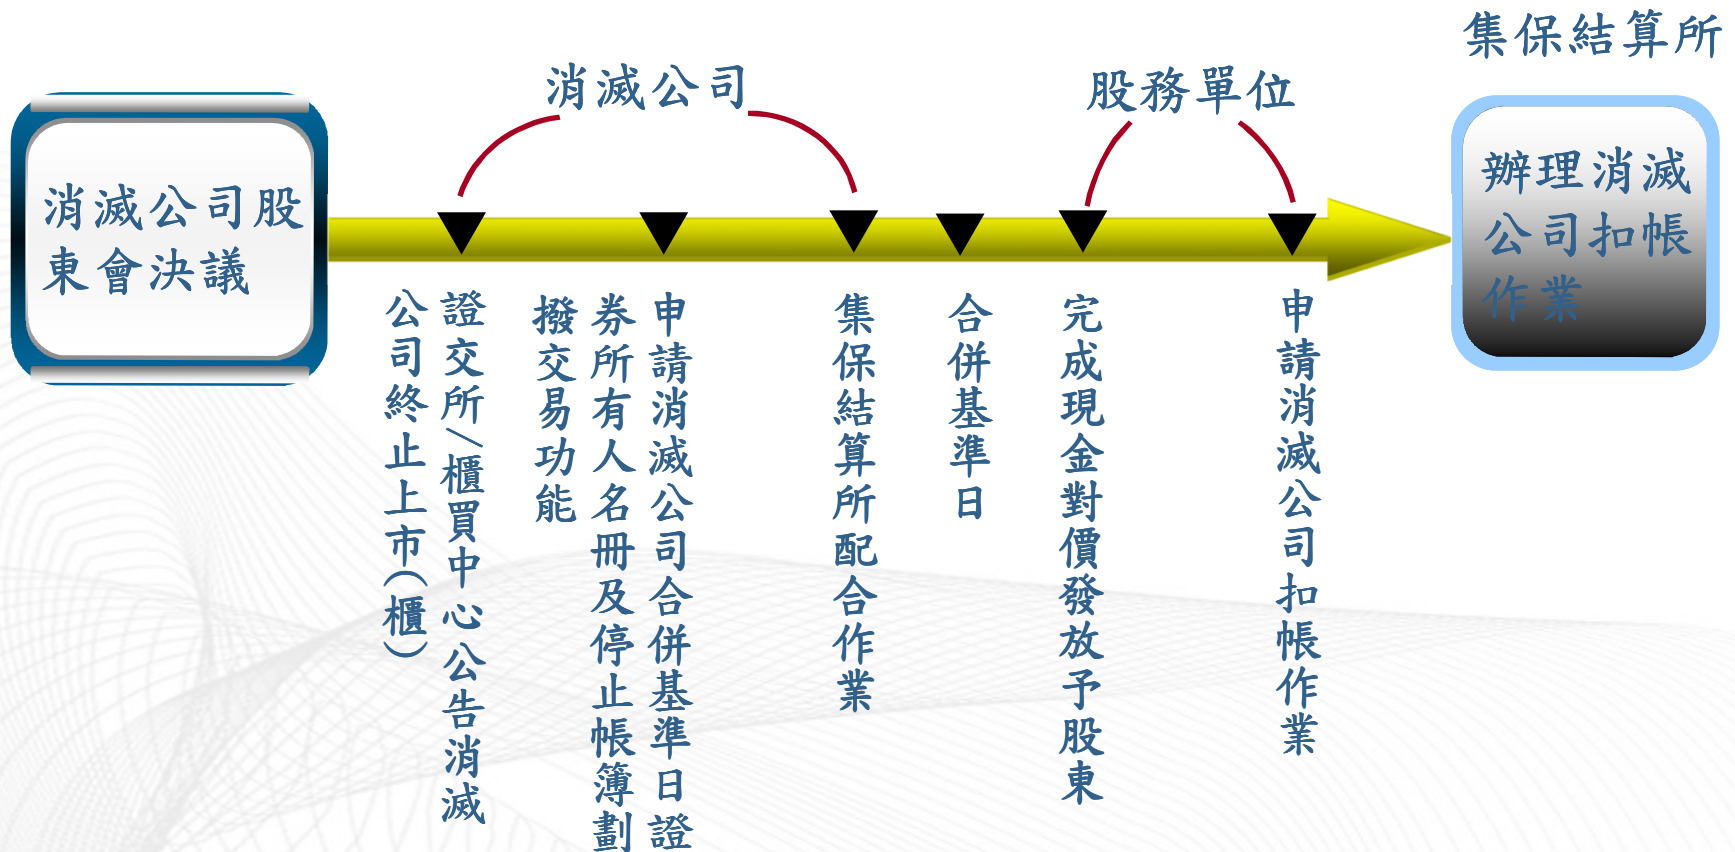 集保結算所
消滅公司
股務單位
消滅公司股
東會決議
辦理消滅
公司扣帳
作業
證交所/櫃買中心公告消滅
公司終止上市(櫃)
申請消滅公司合併基準日證
券所有人名冊及停止帳簿劃
撥交易功能
集保結算所配合作業
合併基準日
完成現金對價發放予股東
申請消滅公司扣帳作業